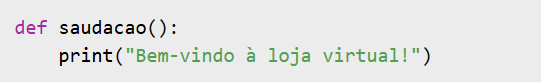 def saudacao():
    print("Bem-vindo à loja virtual!")